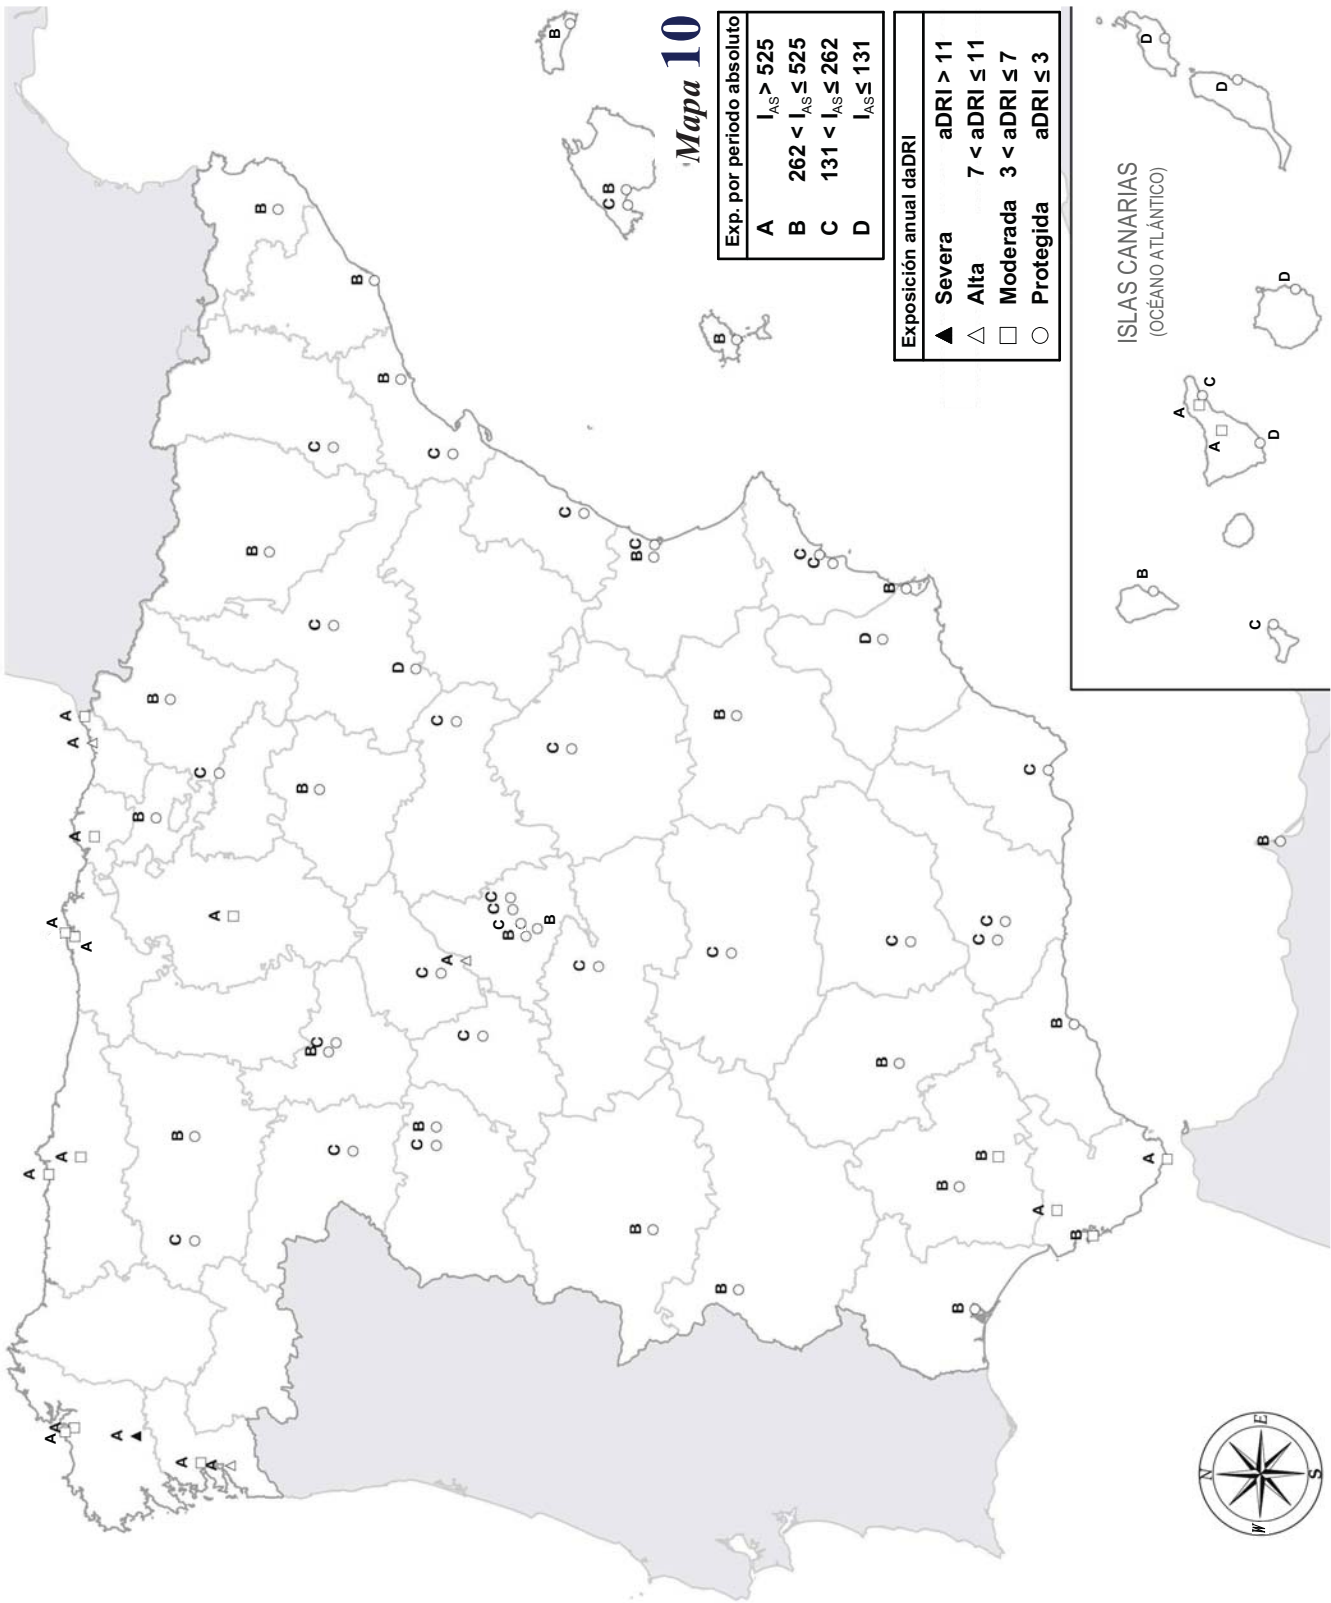 Mapa 10
Exp. por periodo absoluto
A I_AS > 525
B 262 < I_AS ≤ 525
C 131 < I_AS ≤ 262
D I_AS ≤ 131
Exposición anual daDRI
▲ Severa aDRI > 11
△ Alta 7 < aDRI ≤ 11
□ Moderada 3 < aDRI ≤ 7
○ Protegida aDRI ≤ 3
ISLAS CANARIAS
(OCÉANO ATLÁNTICO)
A
A
A
A
A
A
A
A
A
A
A
A
B
C
B
C
A
B
C
B
B
C
B
C
B
B
B
B
C
B
C
B
C
A
C
C
D
C
C
B
C
C
C
B
B
C
C
C
B
C
B
B
C
B
C
C
B
D
B
C
B
B
C
C
C
B
B
A
B
A
B
C
B
B
C
B
B
B
C
A
A
D
D
D
D
N
E
S
W